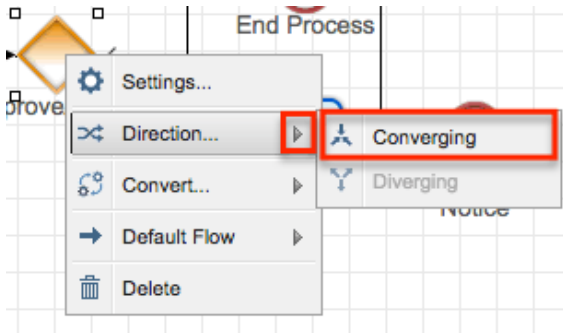 End Process
prove
Settings...
Direction...
Converging
Convert...
Diverging
Notice
Default Flow
Delete